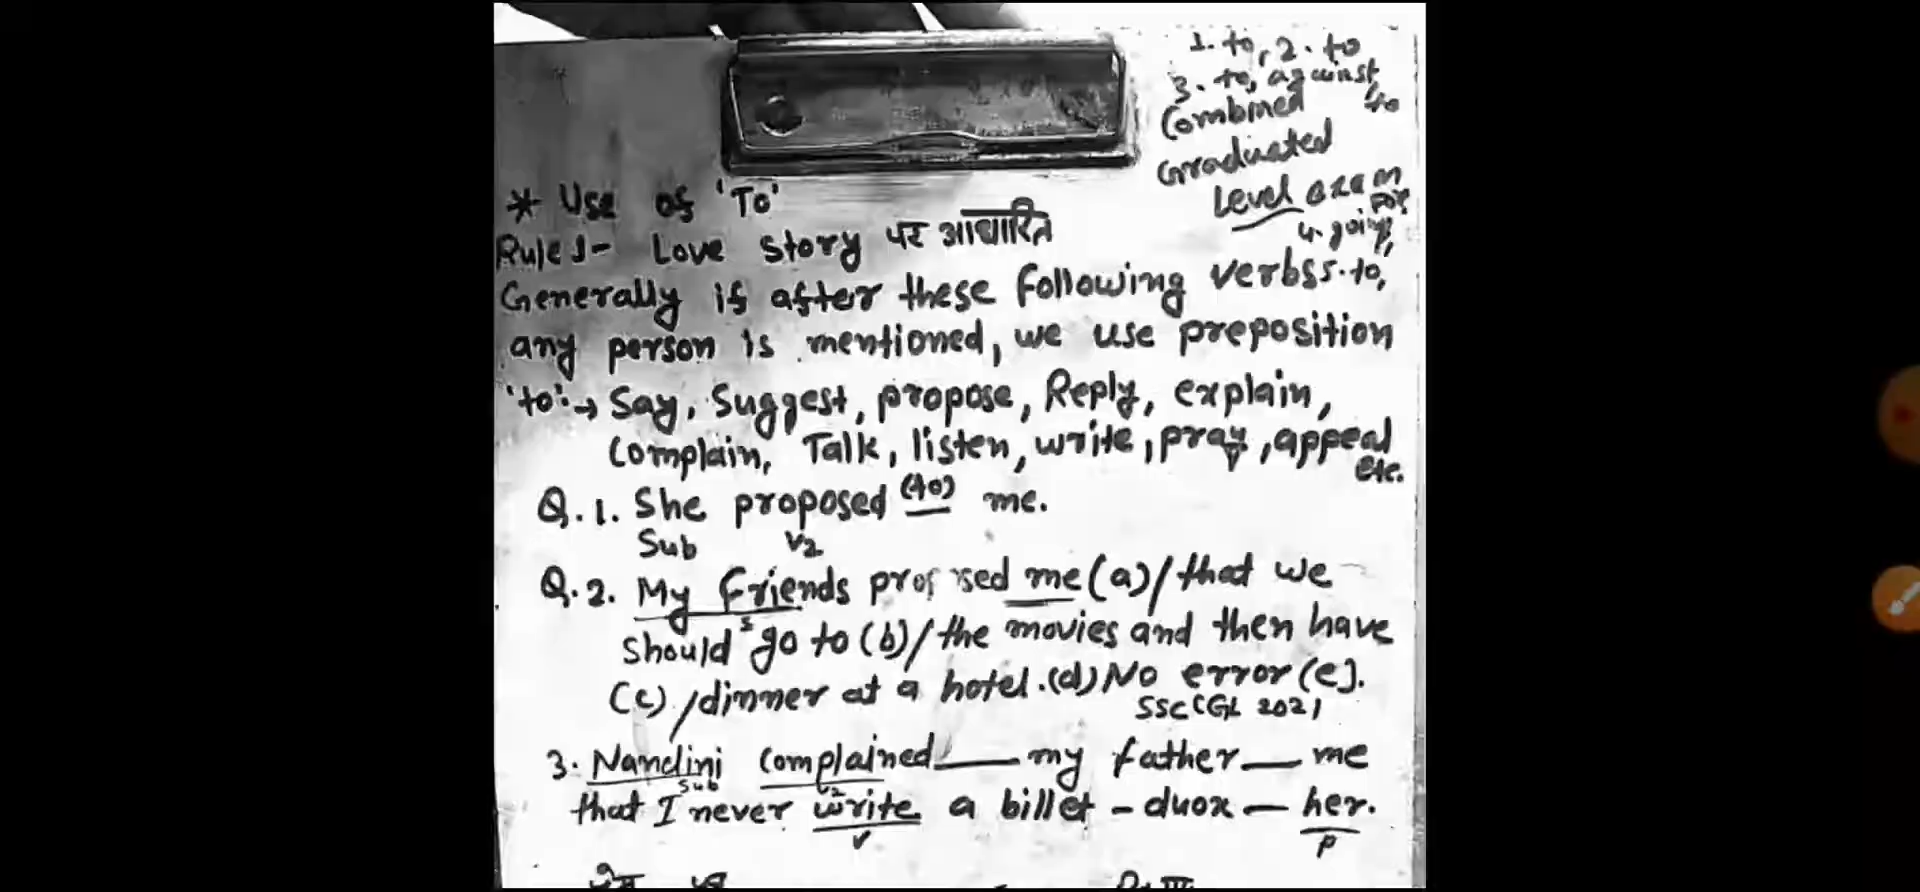 1. to, 2. to
3. to, against,
to
Combined
Graduated
Level exam
for
4. going,
* Use of 'To'
Rule 1- Love Story पर आधारित
Generally if after these following verbs 5. to,
any person is mentioned, we use preposition
'to' → Say, Suggest, propose, Reply, explain,
Complain, Talk, listen, write, pray, appeal
etc.
Q.1. She proposed (to) me.
Sub V2
Q.2. My Friends proposed me (a)/ that we
S
should go to (b)/ the movies and then have
(c) /dinner at a hotel. (d) No error (e).
SSC CGL 2021
3. Nandini complained __ my father __ me
Sub V2
that I never write a billet - duox — her.
V P